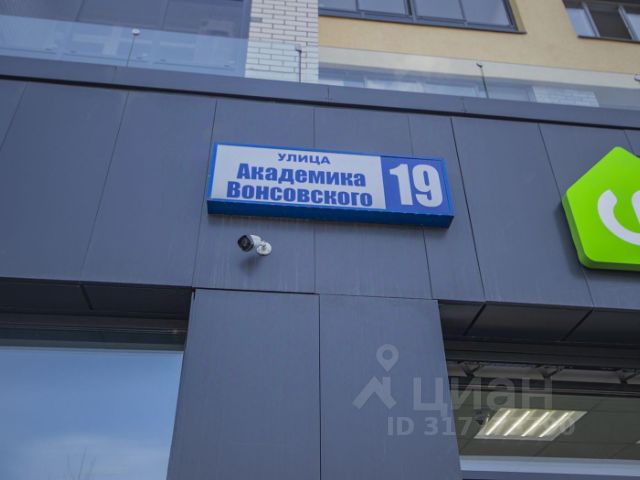 УЛИЦА
Академика
Вонсовского
19
циан